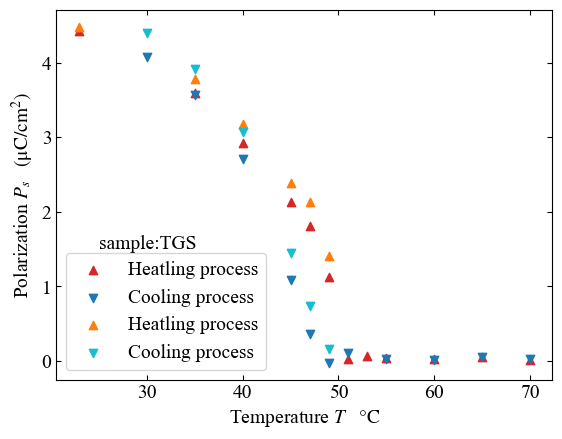 4
3
2
1
0
Polarization Pₛ (μC/cm²)
sample:TGS
Heatling process
Cooling process
Heatling process
Cooling process
30 40 50 60 70
Temperature T °C